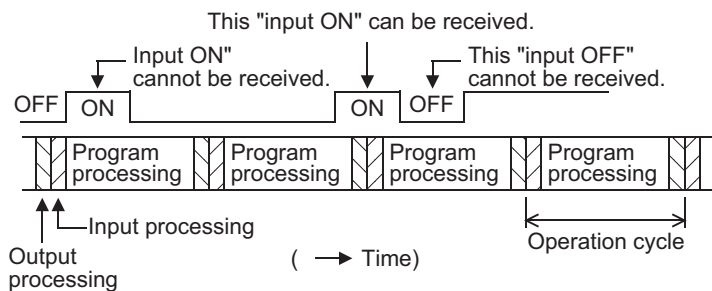 This "input ON" can be received.
Input ON"
cannot be received.
This "input OFF"
cannot be received.
OFF
ON
ON
OFF
Program
processing
Program
processing
Program
processing
Program
processing
Input processing
Output
processing
( → Time)
Operation cycle